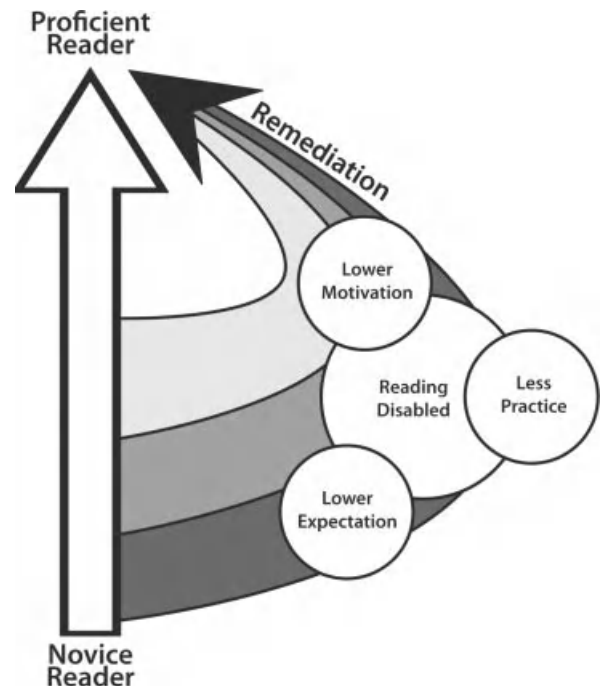 Proficient
Reader
Remediation
Lower
Motivation
Reading
Disabled
Less
Practice
Lower
Expectation
Novice
Reader